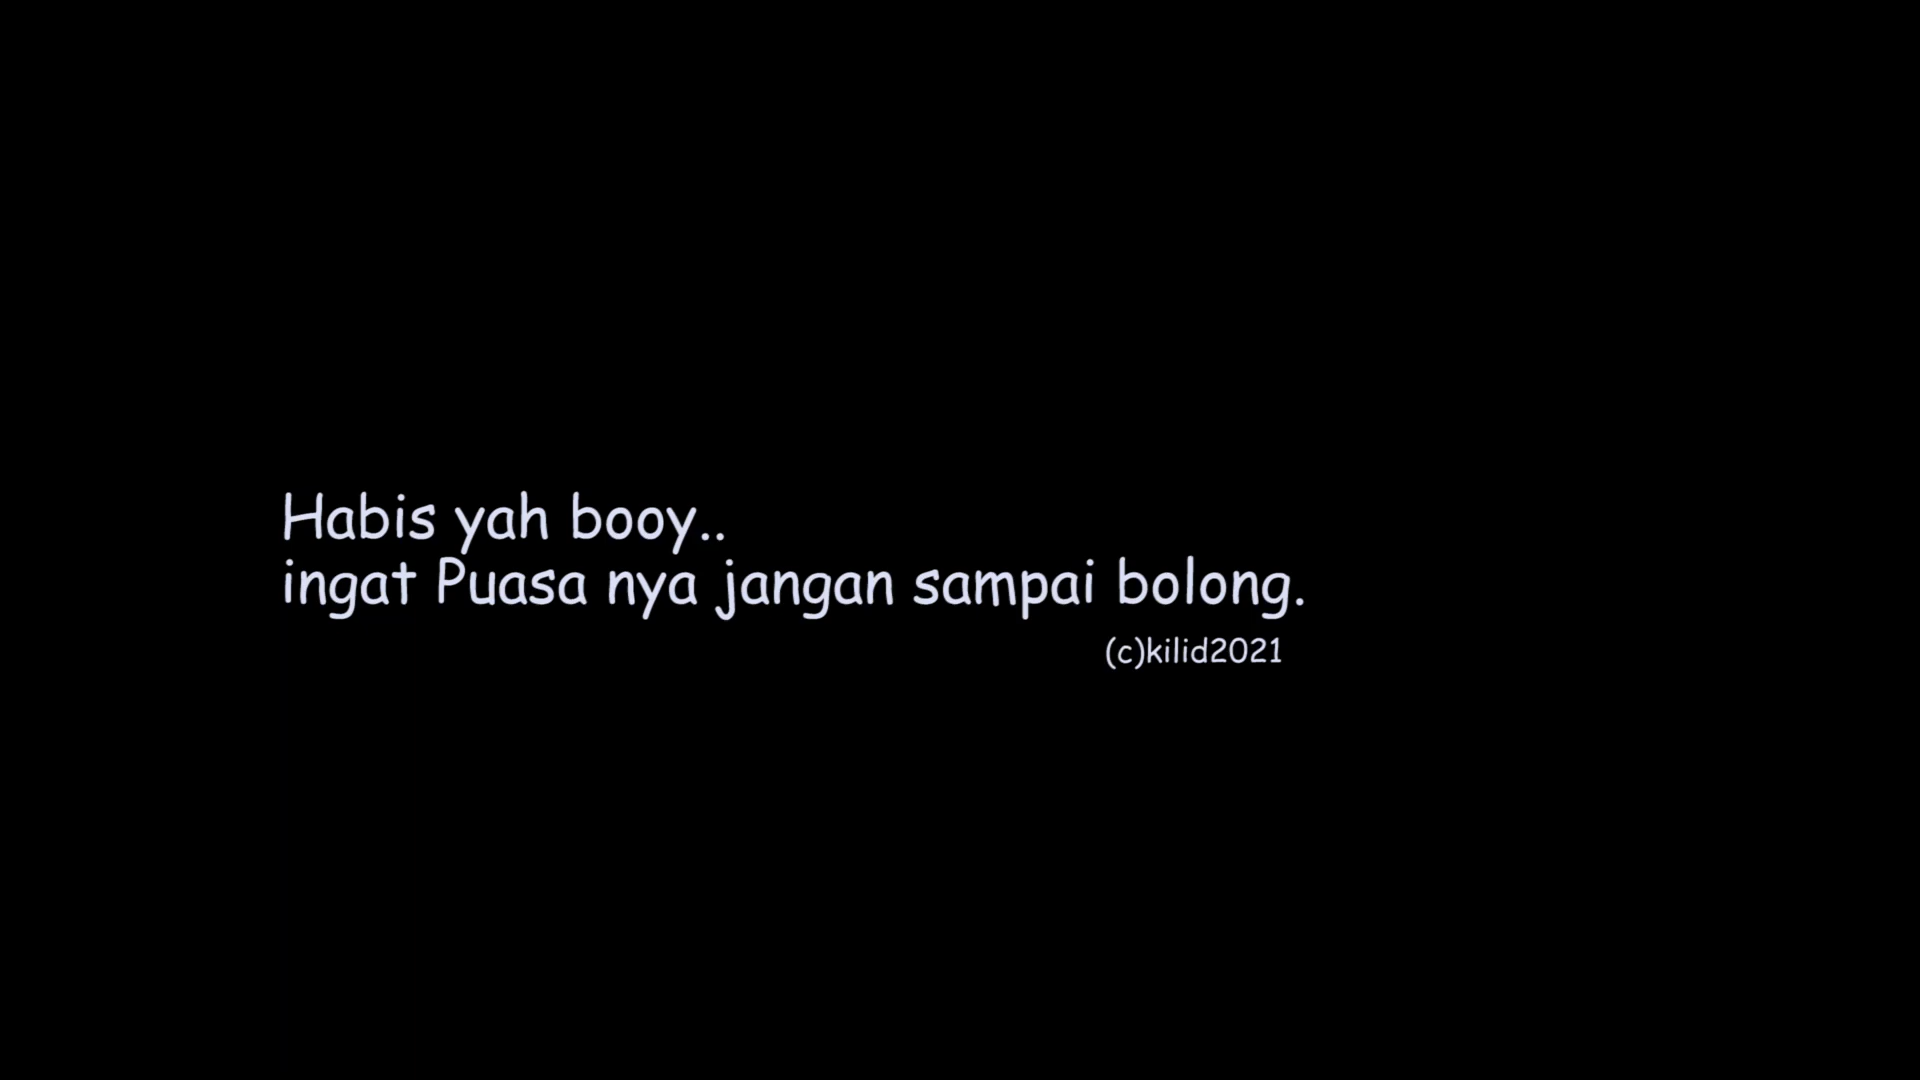 Habis yah booy..
ingat Puasa nya jangan sampai bolong.
(c)kilid2021